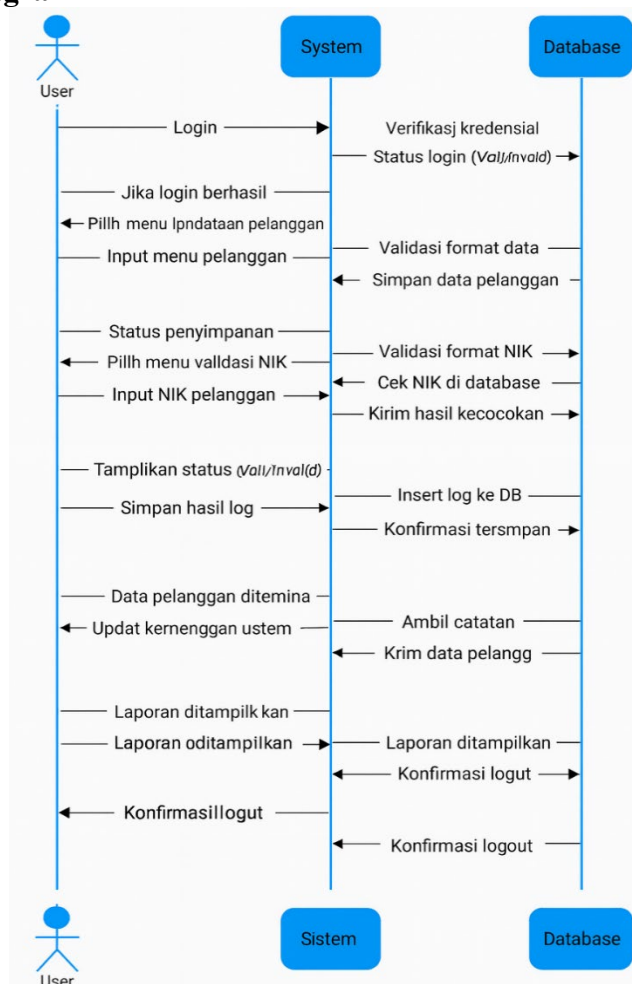 System
Database
User
Login
Verifikasj kredensial
Status login (Valj/invald)
Jika login berhasil
Pillh menu lpndataan pelanggan
Input menu pelanggan
Validasi format data
Simpan data pelanggan
Status penyimpanan
Pillh menu valldasi NIK
Validasi format NIK
Cek NIK di database
Input NIK pelanggan
Kirim hasil kecocokan
Tamplikan status (Vall/Inval(d)
Insert log ke DB
Simpan hasil log
Konfirmasi tersmpan
Data pelanggan ditemina
Ambil catatan
Updat kernenggan ustem
Krim data pelangg
Laporan ditampilk kan
Laporan oditampilkan
Laporan ditampilkan
Konfirmasi logut
Konfirmasillogut
Konfirmasi logout
Sistem
Database
User